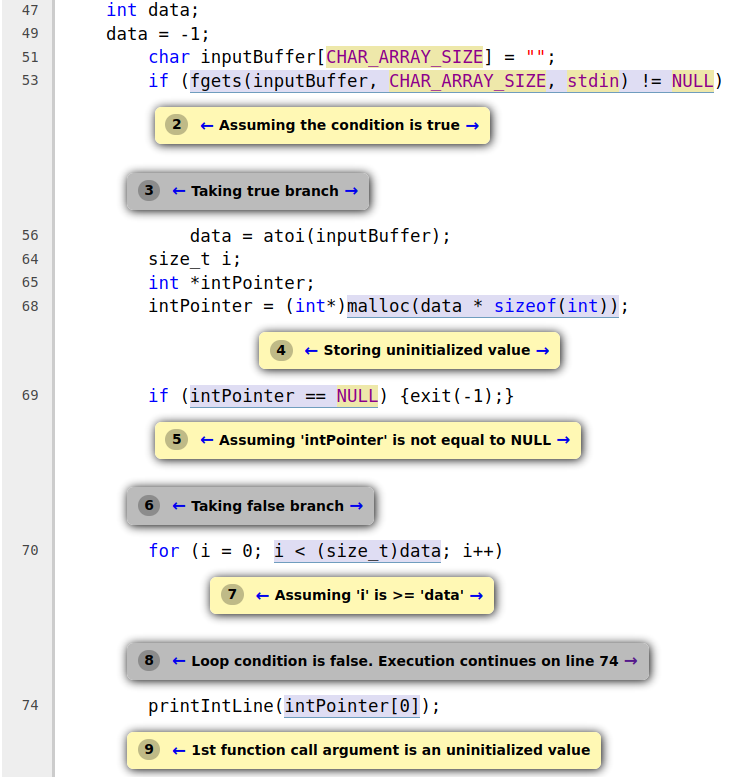 47 int data;
49 data = -1;
51 char inputBuffer[CHAR_ARRAY_SIZE] = "";
53 if (fgets(inputBuffer, CHAR_ARRAY_SIZE, stdin) != NULL)
2 ← Assuming the condition is true →
3 ← Taking true branch →
56 data = atoi(inputBuffer);
64 size_t i;
65 int *intPointer;
68 intPointer = (int*)malloc(data * sizeof(int));
4 ← Storing uninitialized value →
69 if (intPointer == NULL) {exit(-1);}
5 ← Assuming 'intPointer' is not equal to NULL →
6 ← Taking false branch →
70 for (i = 0; i < (size_t)data; i++)
7 ← Assuming 'i' is >= 'data' →
8 ← Loop condition is false. Execution continues on line 74 →
74 printIntLine(intPointer[0]);
9 ← 1st function call argument is an uninitialized value